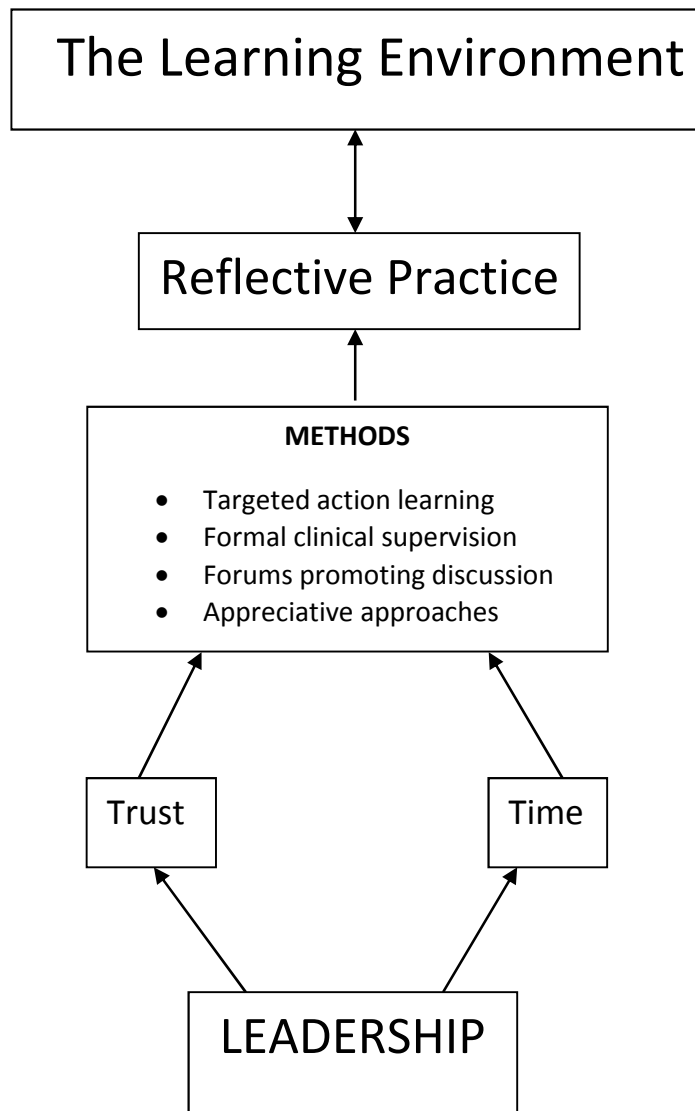 The Learning Environment
Reflective Practice
METHODS
• Targeted action learning
• Formal clinical supervision
• Forums promoting discussion
• Appreciative approaches
Trust
Time
LEADERSHIP